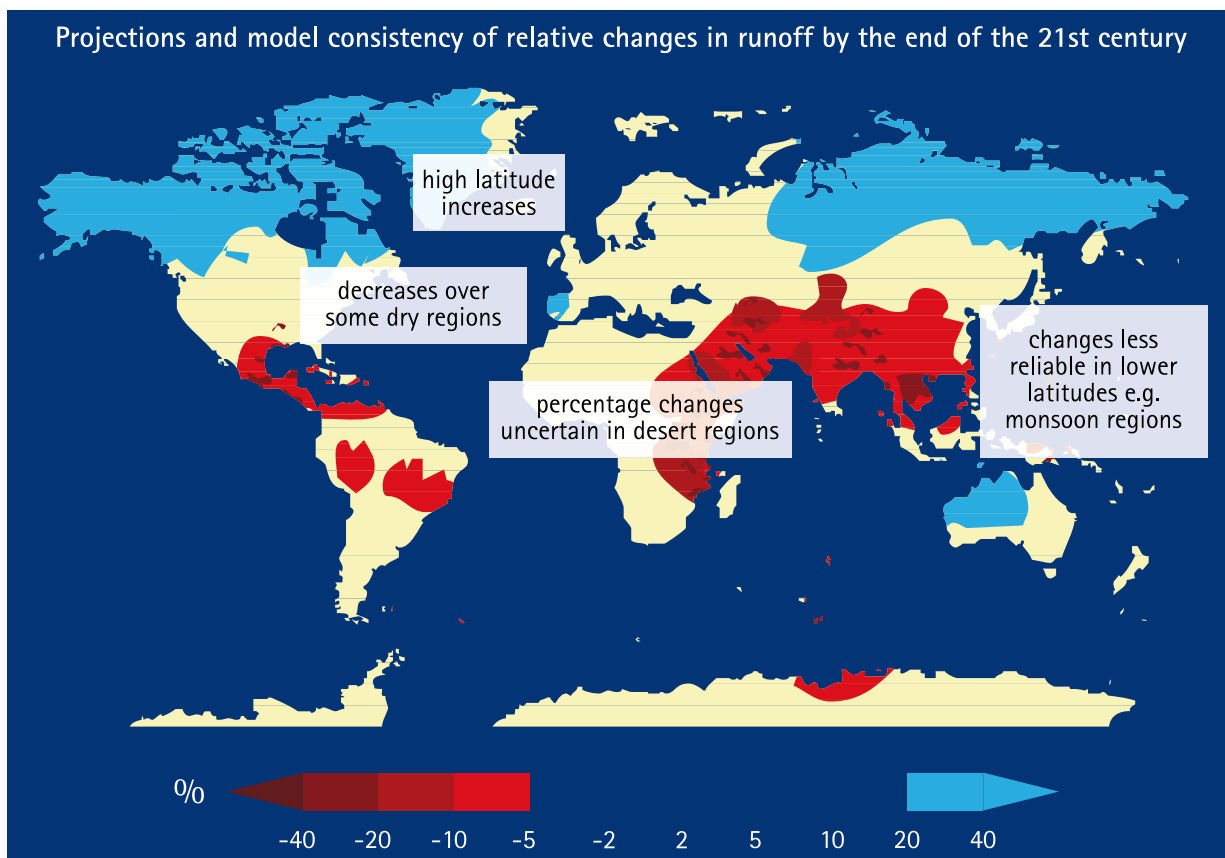 Projections and model consistency of relative changes in runoff by the end of the 21st century
high latitude
increases
decreases over
some dry regions
changes less
reliable in lower
latitudes e.g.
monsoon regions
percentage changes
uncertain in desert regions
%
-40 -20 -10 -5 -2 2 5 10 20 40